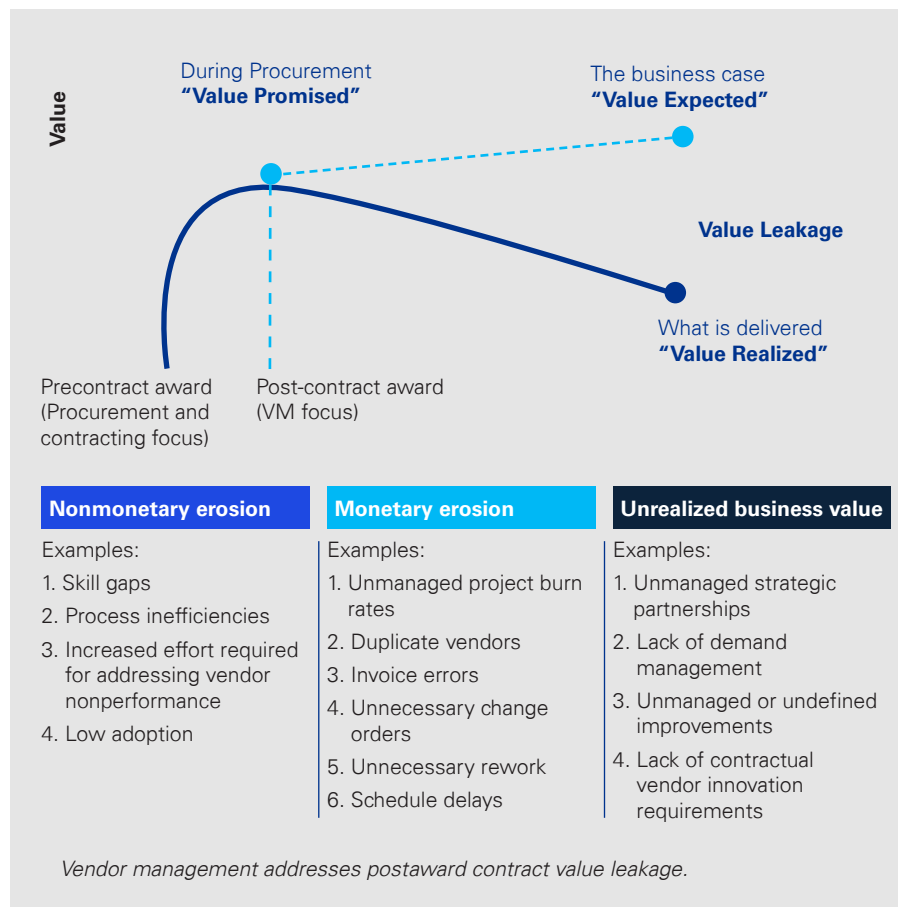 Value
During Procurement
“Value Promised”
The business case
“Value Expected”
Value Leakage
What is delivered
“Value Realized”
Precontract award
(Procurement and
contracting focus)
Post-contract award
(VM focus)
Nonmonetary erosion
Examples:
1. Skill gaps
2. Process inefficiencies
3. Increased effort required
for addressing vendor
nonperformance
4. Low adoption
Monetary erosion
Examples:
1. Unmanaged project burn
rates
2. Duplicate vendors
3. Invoice errors
4. Unnecessary change
orders
5. Unnecessary rework
6. Schedule delays
Unrealized business value
Examples:
1. Unmanaged strategic
partnerships
2. Lack of demand
management
3. Unmanaged or undefined
improvements
4. Lack of contractual
vendor innovation
requirements
Vendor management addresses postaward contract value leakage.